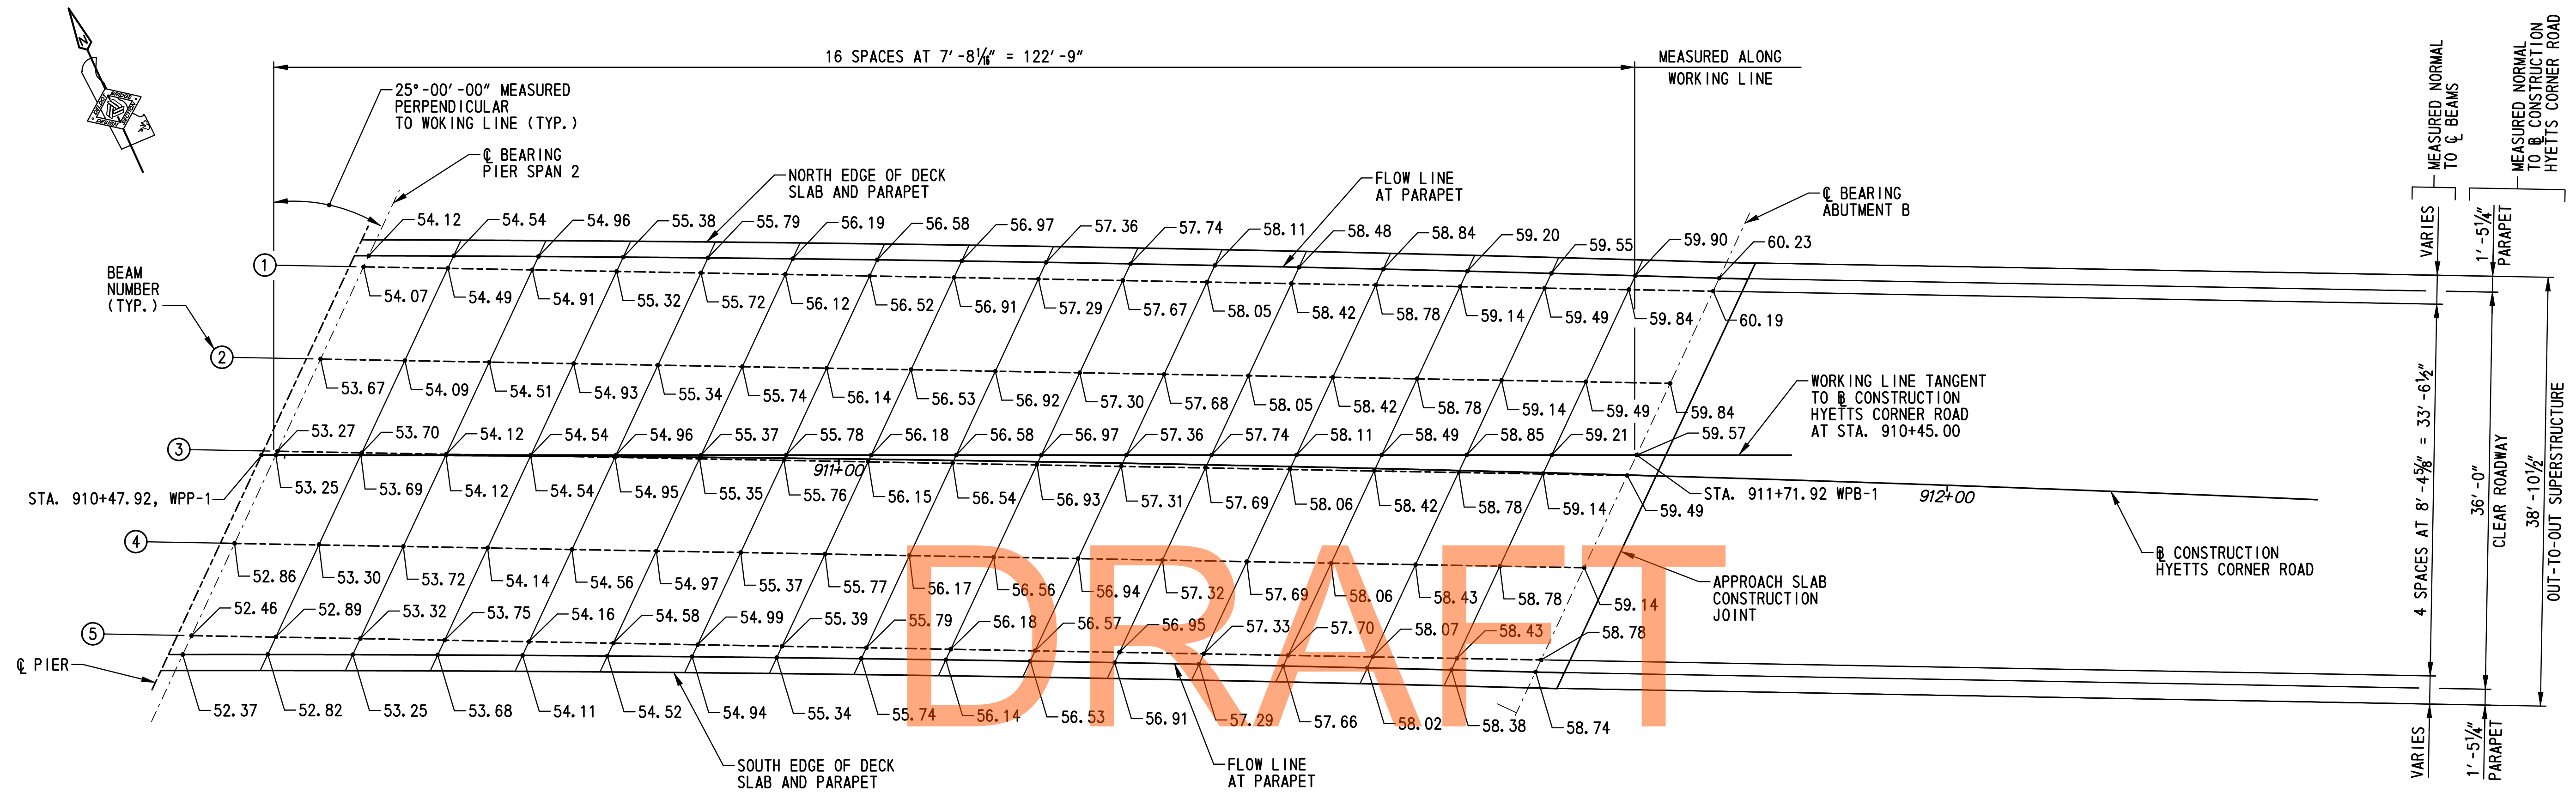 16 SPACES AT 7'-8 1/16" = 122'-9"
MEASURED ALONG
WORKING LINE
25°-00'-00" MEASURED
PERPENDICULAR
TO WOKING LINE (TYP.)
℄ BEARING
PIER SPAN 2
NORTH EDGE OF DECK
SLAB AND PARAPET
FLOW LINE
AT PARAPET
℄ BEARING
ABUTMENT B
N
54.12 54.54 54.96 55.38 55.79 56.19 56.58 56.97 57.36 57.74 58.11 58.48 58.84 59.20 59.55 59.90 60.23
1
BEAM
NUMBER
(TYP.)
54.07 54.49 54.91 55.32 55.72 56.12 56.52 56.91 57.29 57.67 58.05 58.42 58.78 59.14 59.49 59.84 60.19
2
53.67 54.09 54.51 54.93 55.34 55.74 56.14 56.53 56.92 57.30 57.68 58.05 58.42 58.78 59.14 59.49 59.84
WORKING LINE TANGENT
TO ⅊ CONSTRUCTION
HYETTS CORNER ROAD
AT STA. 910+45.00
3
53.27 53.70 54.12 54.54 54.96 55.37 55.78 56.18 56.58 56.97 57.36 57.74 58.11 58.49 58.85 59.21 59.57
911+00
STA. 910+47.92, WPP-1
53.25 53.69 54.12 54.54 54.95 55.35 55.76 56.15 56.54 56.93 57.31 57.69 58.06 58.42 58.78 59.14 59.49
STA. 911+71.92 WPB-1
912+00
4
52.86 53.30 53.72 54.14 54.56 54.97 55.37 55.77 56.17 56.56 56.94 57.32 57.69 58.06 58.43 58.78 59.14
⅊ CONSTRUCTION
HYETTS CORNER ROAD
APPROACH SLAB
CONSTRUCTION
JOINT
5
52.46 52.89 53.32 53.75 54.16 54.58 54.99 55.39 55.79 56.18 56.57 56.95 57.33 57.70 58.07 58.43 58.78
℄ PIER
52.37 52.82 53.25 53.68 54.11 54.52 54.94 55.34 55.74 56.14 56.53 56.91 57.29 57.66 58.02 58.38 58.74
SOUTH EDGE OF DECK
SLAB AND PARAPET
FLOW LINE
AT PARAPET
DRAFT
MEASURED NORMAL
TO ℄ BEAMS
MEASURED NORMAL
TO ⅊ CONSTRUCTION
HYETTS CORNER ROAD
VARIES
1'-5 1/4"
PARAPET
4 SPACES AT 8'-4 5/8" = 33'-6 1/2"
36'-0"
CLEAR ROADWAY
38'-10 1/2"
OUT-TO-OUT SUPERSTRUCTURE
VARIES
1'-5 1/4"
PARAPET